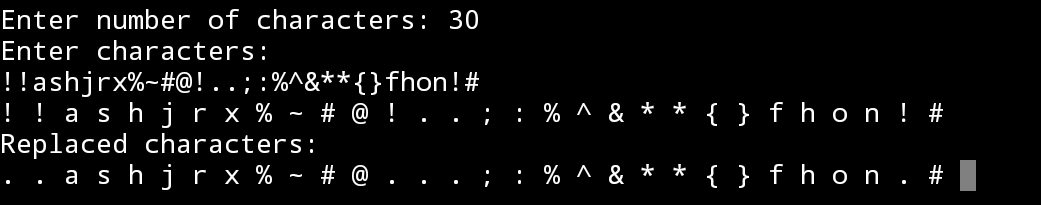 Enter number of characters: 30
Enter characters:
!!ashjrx%~#@!..;:%^&**{}fhon!#
! ! a s h j r x % ~ # @ ! . . ; : % ^ & * * { } f h o n ! #
Replaced characters:
. . a s h j r x % ~ # @ . . . ; : % ^ & * * { } f h o n . #